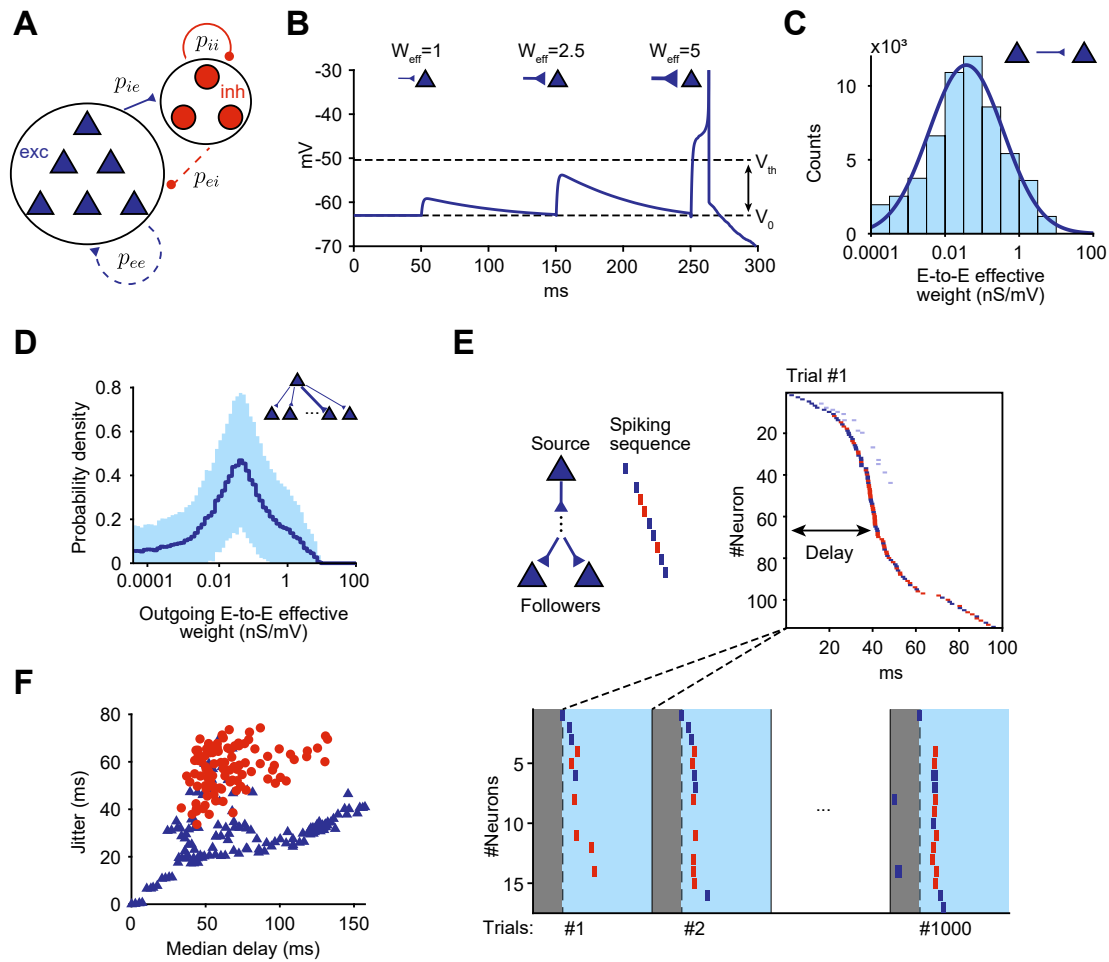 A
p_ii
p_ie
inh
exc
p_ei
p_ee
B
W_eff=1
W_eff=2.5
W_eff=5
-30
-40
-50
-60
-70
mV
V_th
V_0
0
50
100
150
200
250
300
ms
C
x10³
10
5
0
Counts
0.0001
0.01
1
100
E-to-E effective
weight (nS/mV)
D
0.8
0.6
0.4
0.2
0
Probability density
...
0.0001
0.01
1
100
Outgoing E-to-E effective
weight (nS/mV)
E
Source
Spiking
sequence
Followers
Trial #1
20
40
60
80
100
#Neuron
Delay
20
40
60
80
100
ms
5
10
15
#Neurons
...
Trials:
#1
#2
#1000
F
80
60
40
20
0
Jitter (ms)
0
50
100
150
Median delay (ms)